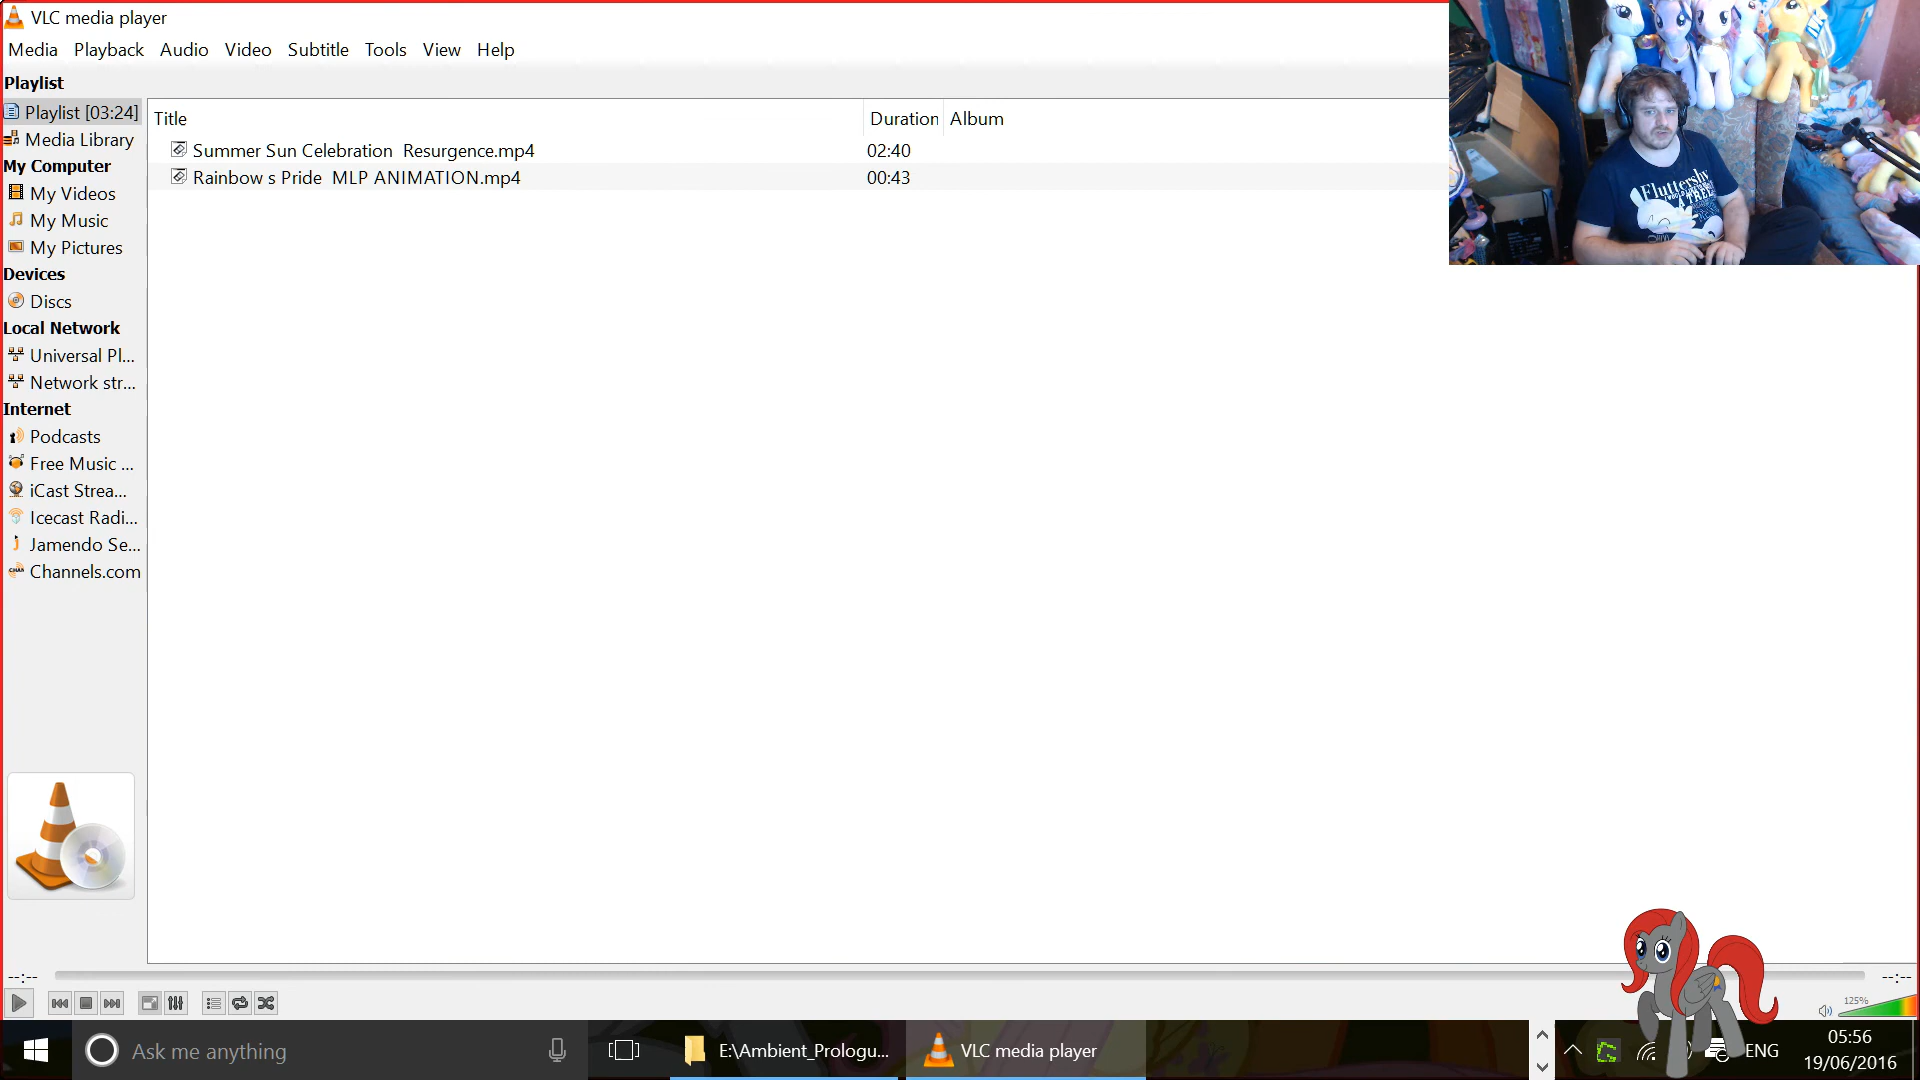 VLC media player
Media Playback Audio Video Subtitle Tools View Help
Playlist
Playlist [03:24]
Media Library
My Computer
My Videos
My Music
My Pictures
Devices
Discs
Local Network
Universal Pl...
Network str...
Internet
Podcasts
Free Music ...
iCast Strea...
Icecast Radi...
Jamendo Se...
Channels.com
Title Duration Album
Summer Sun Celebration Resurgence.mp4 02:40
Rainbow s Pride MLP ANIMATION.mp4 00:43
Fluttershy
A TREE
--:-- --:--
125%
Ask me anything
E:\Ambient_Prologu...
VLC media player
ENG
05:56
19/06/2016